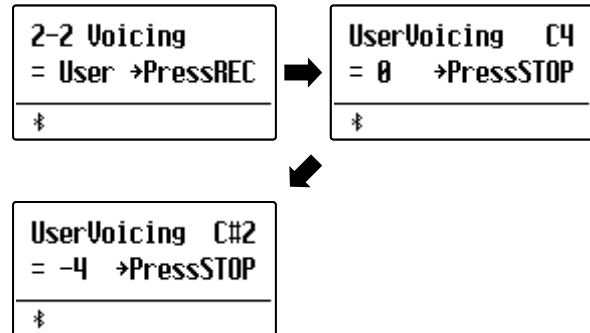 2-2 Voicing
= User →PressREC
UserVoicing C4
= 0 →PressSTOP
UserVoicing C#2
= -4 →PressSTOP